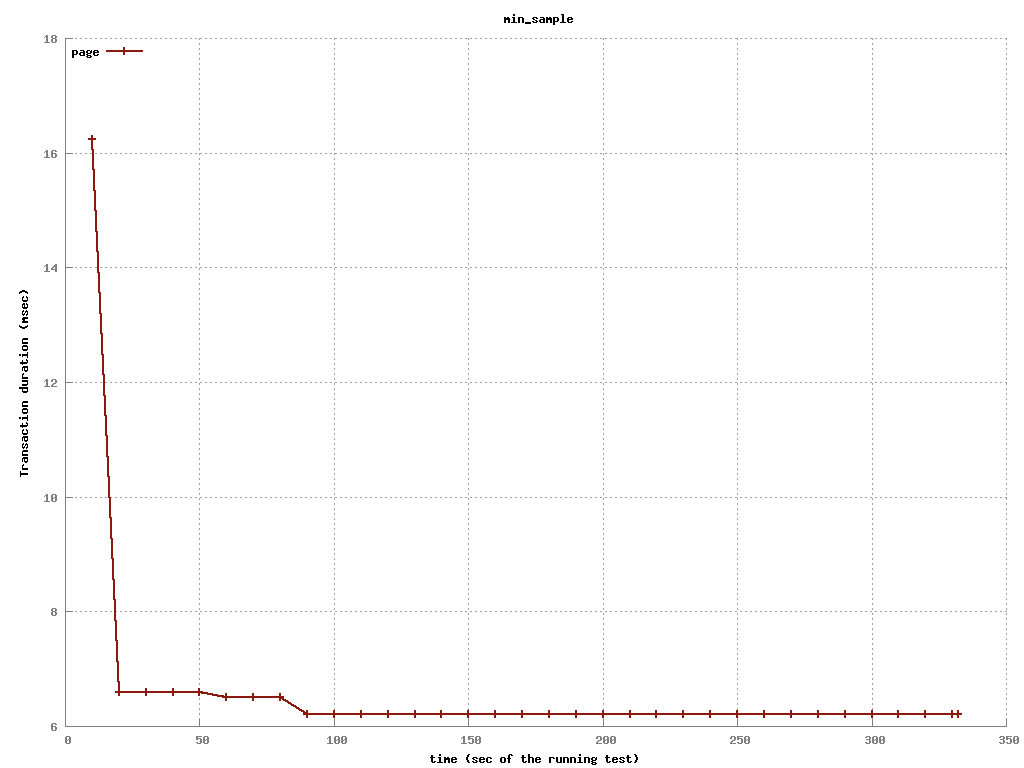 min_sample
page
18
16
14
12
10
8
6
Transaction duration (msec)
0 50 100 150 200 250 300 350
time (sec of the running test)